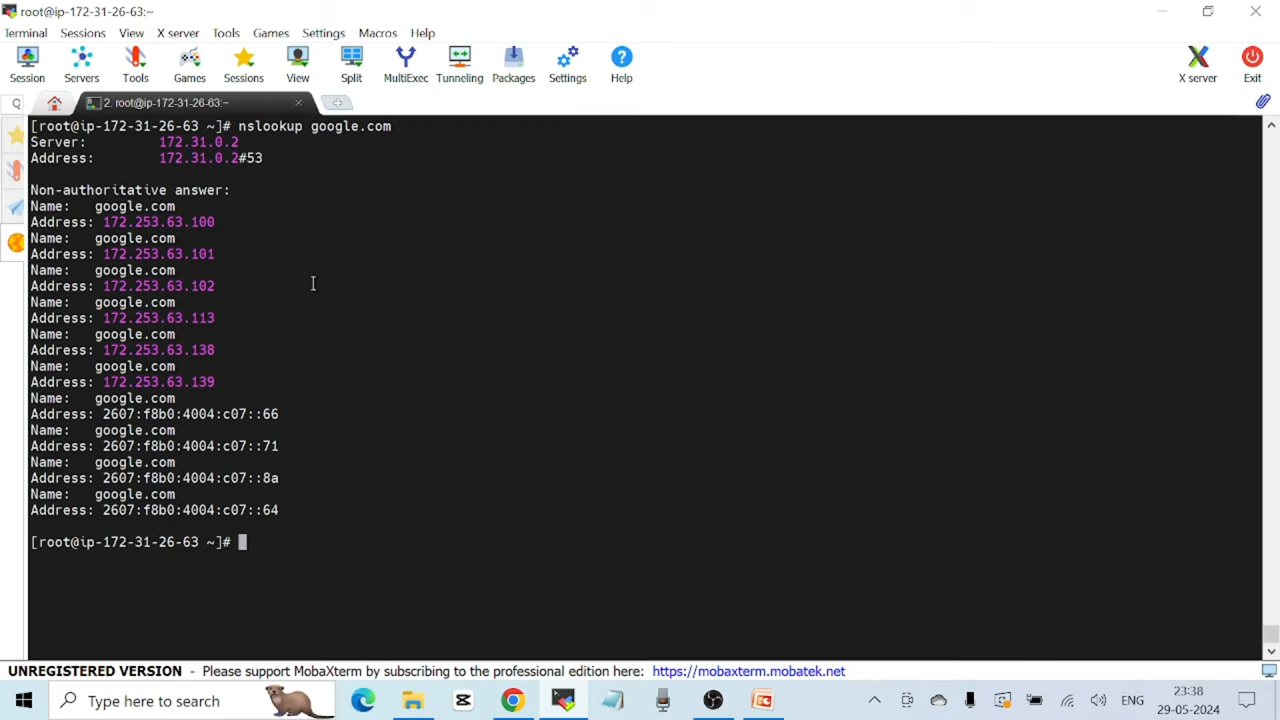 root@ip-172-31-26-63:~
Terminal Sessions View X server Tools Games Settings Macros Help
Session Servers Tools Games Sessions View Split MultiExec Tunneling Packages Settings Help X server Exit
2. root@ip-172-31-26-63:~
[root@ip-172-31-26-63 ~]# nslookup google.com
Server: 172.31.0.2
Address: 172.31.0.2#53
Non-authoritative answer:
Name: google.com
Address: 172.253.63.100
Name: google.com
Address: 172.253.63.101
Name: google.com
Address: 172.253.63.102
Name: google.com
Address: 172.253.63.113
Name: google.com
Address: 172.253.63.138
Name: google.com
Address: 172.253.63.139
Name: google.com
Address: 2607:f8b0:4004:c07::66
Name: google.com
Address: 2607:f8b0:4004:c07::71
Name: google.com
Address: 2607:f8b0:4004:c07::8a
Name: google.com
Address: 2607:f8b0:4004:c07::64
[root@ip-172-31-26-63 ~]#
UNREGISTERED VERSION - Please support MobaXterm by subscribing to the professional edition here: https://mobaxterm.mobatek.net
Type here to search
ENG
23:38
29-05-2024